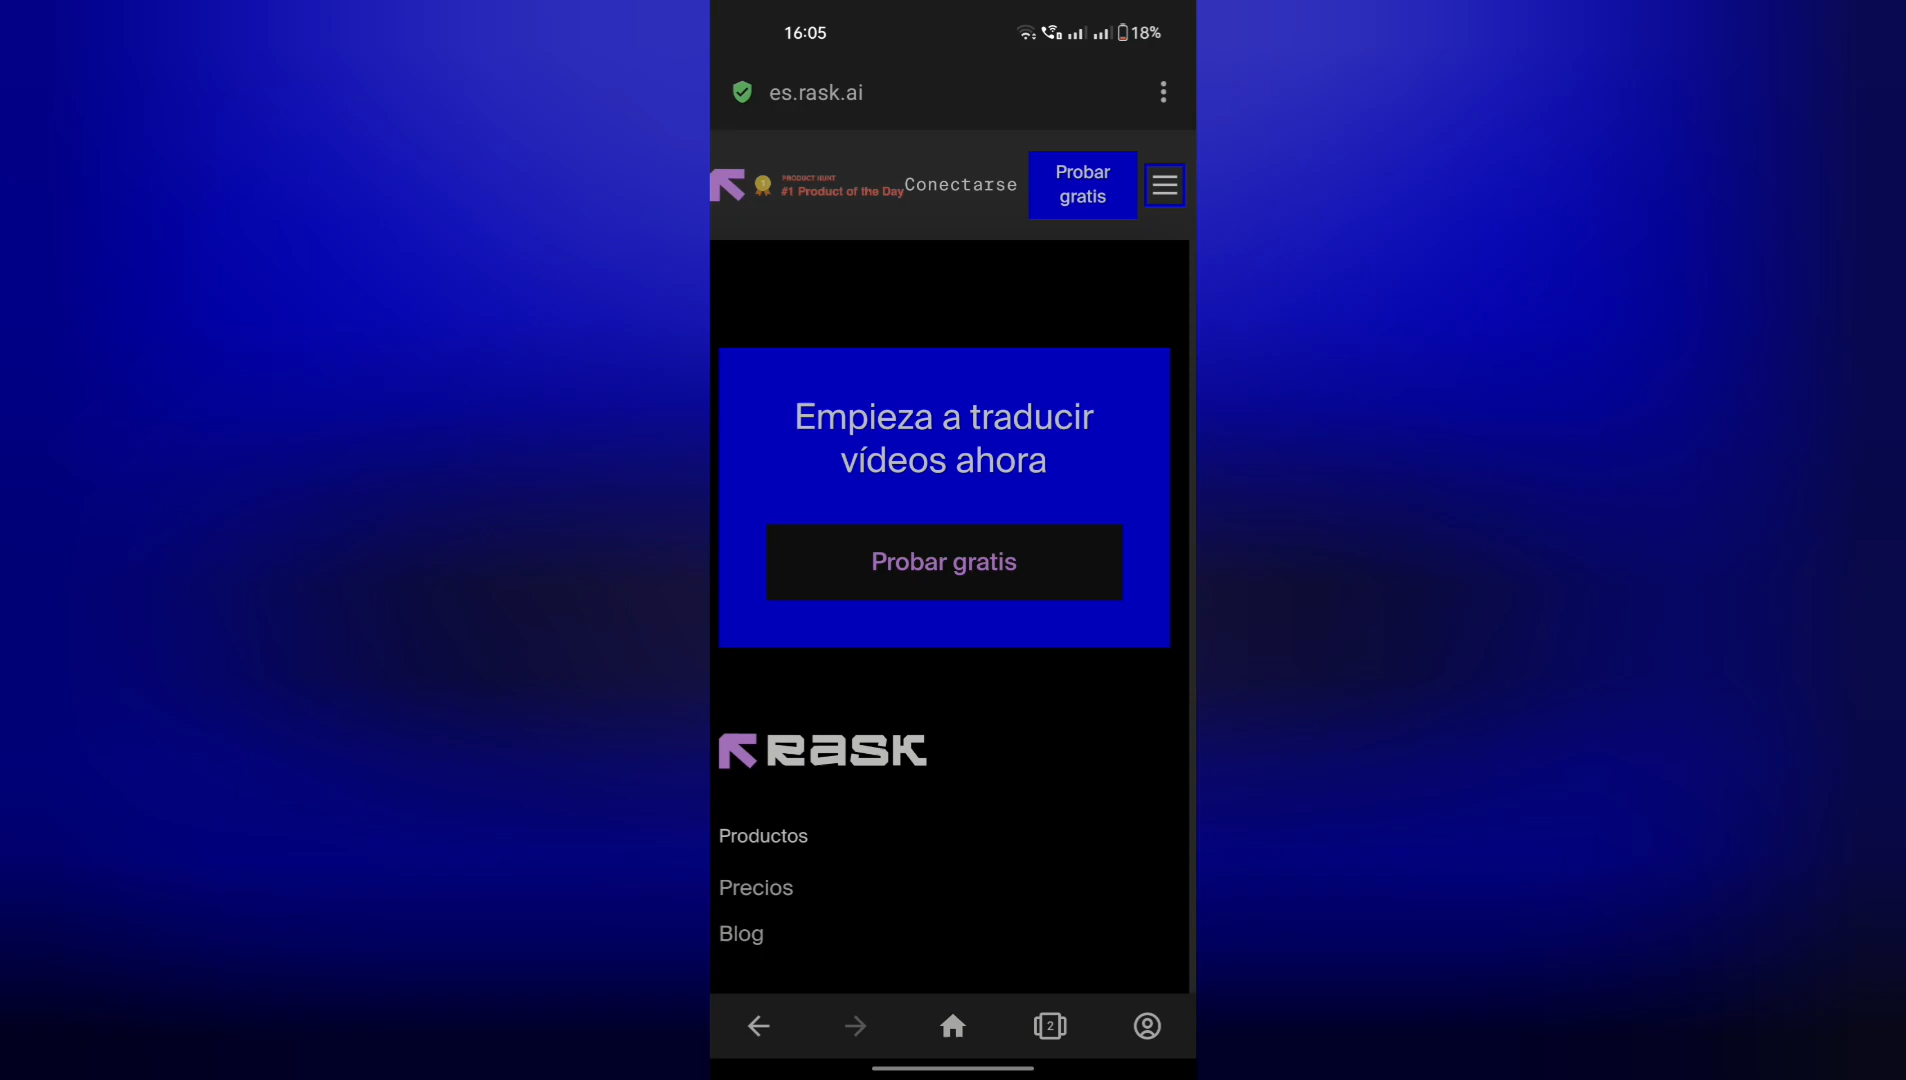 16:05
18%
es.rask.ai
1
PRODUCT HUNT
#1 Product of the Day
Conectarse
Probar
gratis
Empieza a traducir
vídeos ahora
Probar gratis
RASK
Productos
Precios
Blog
2